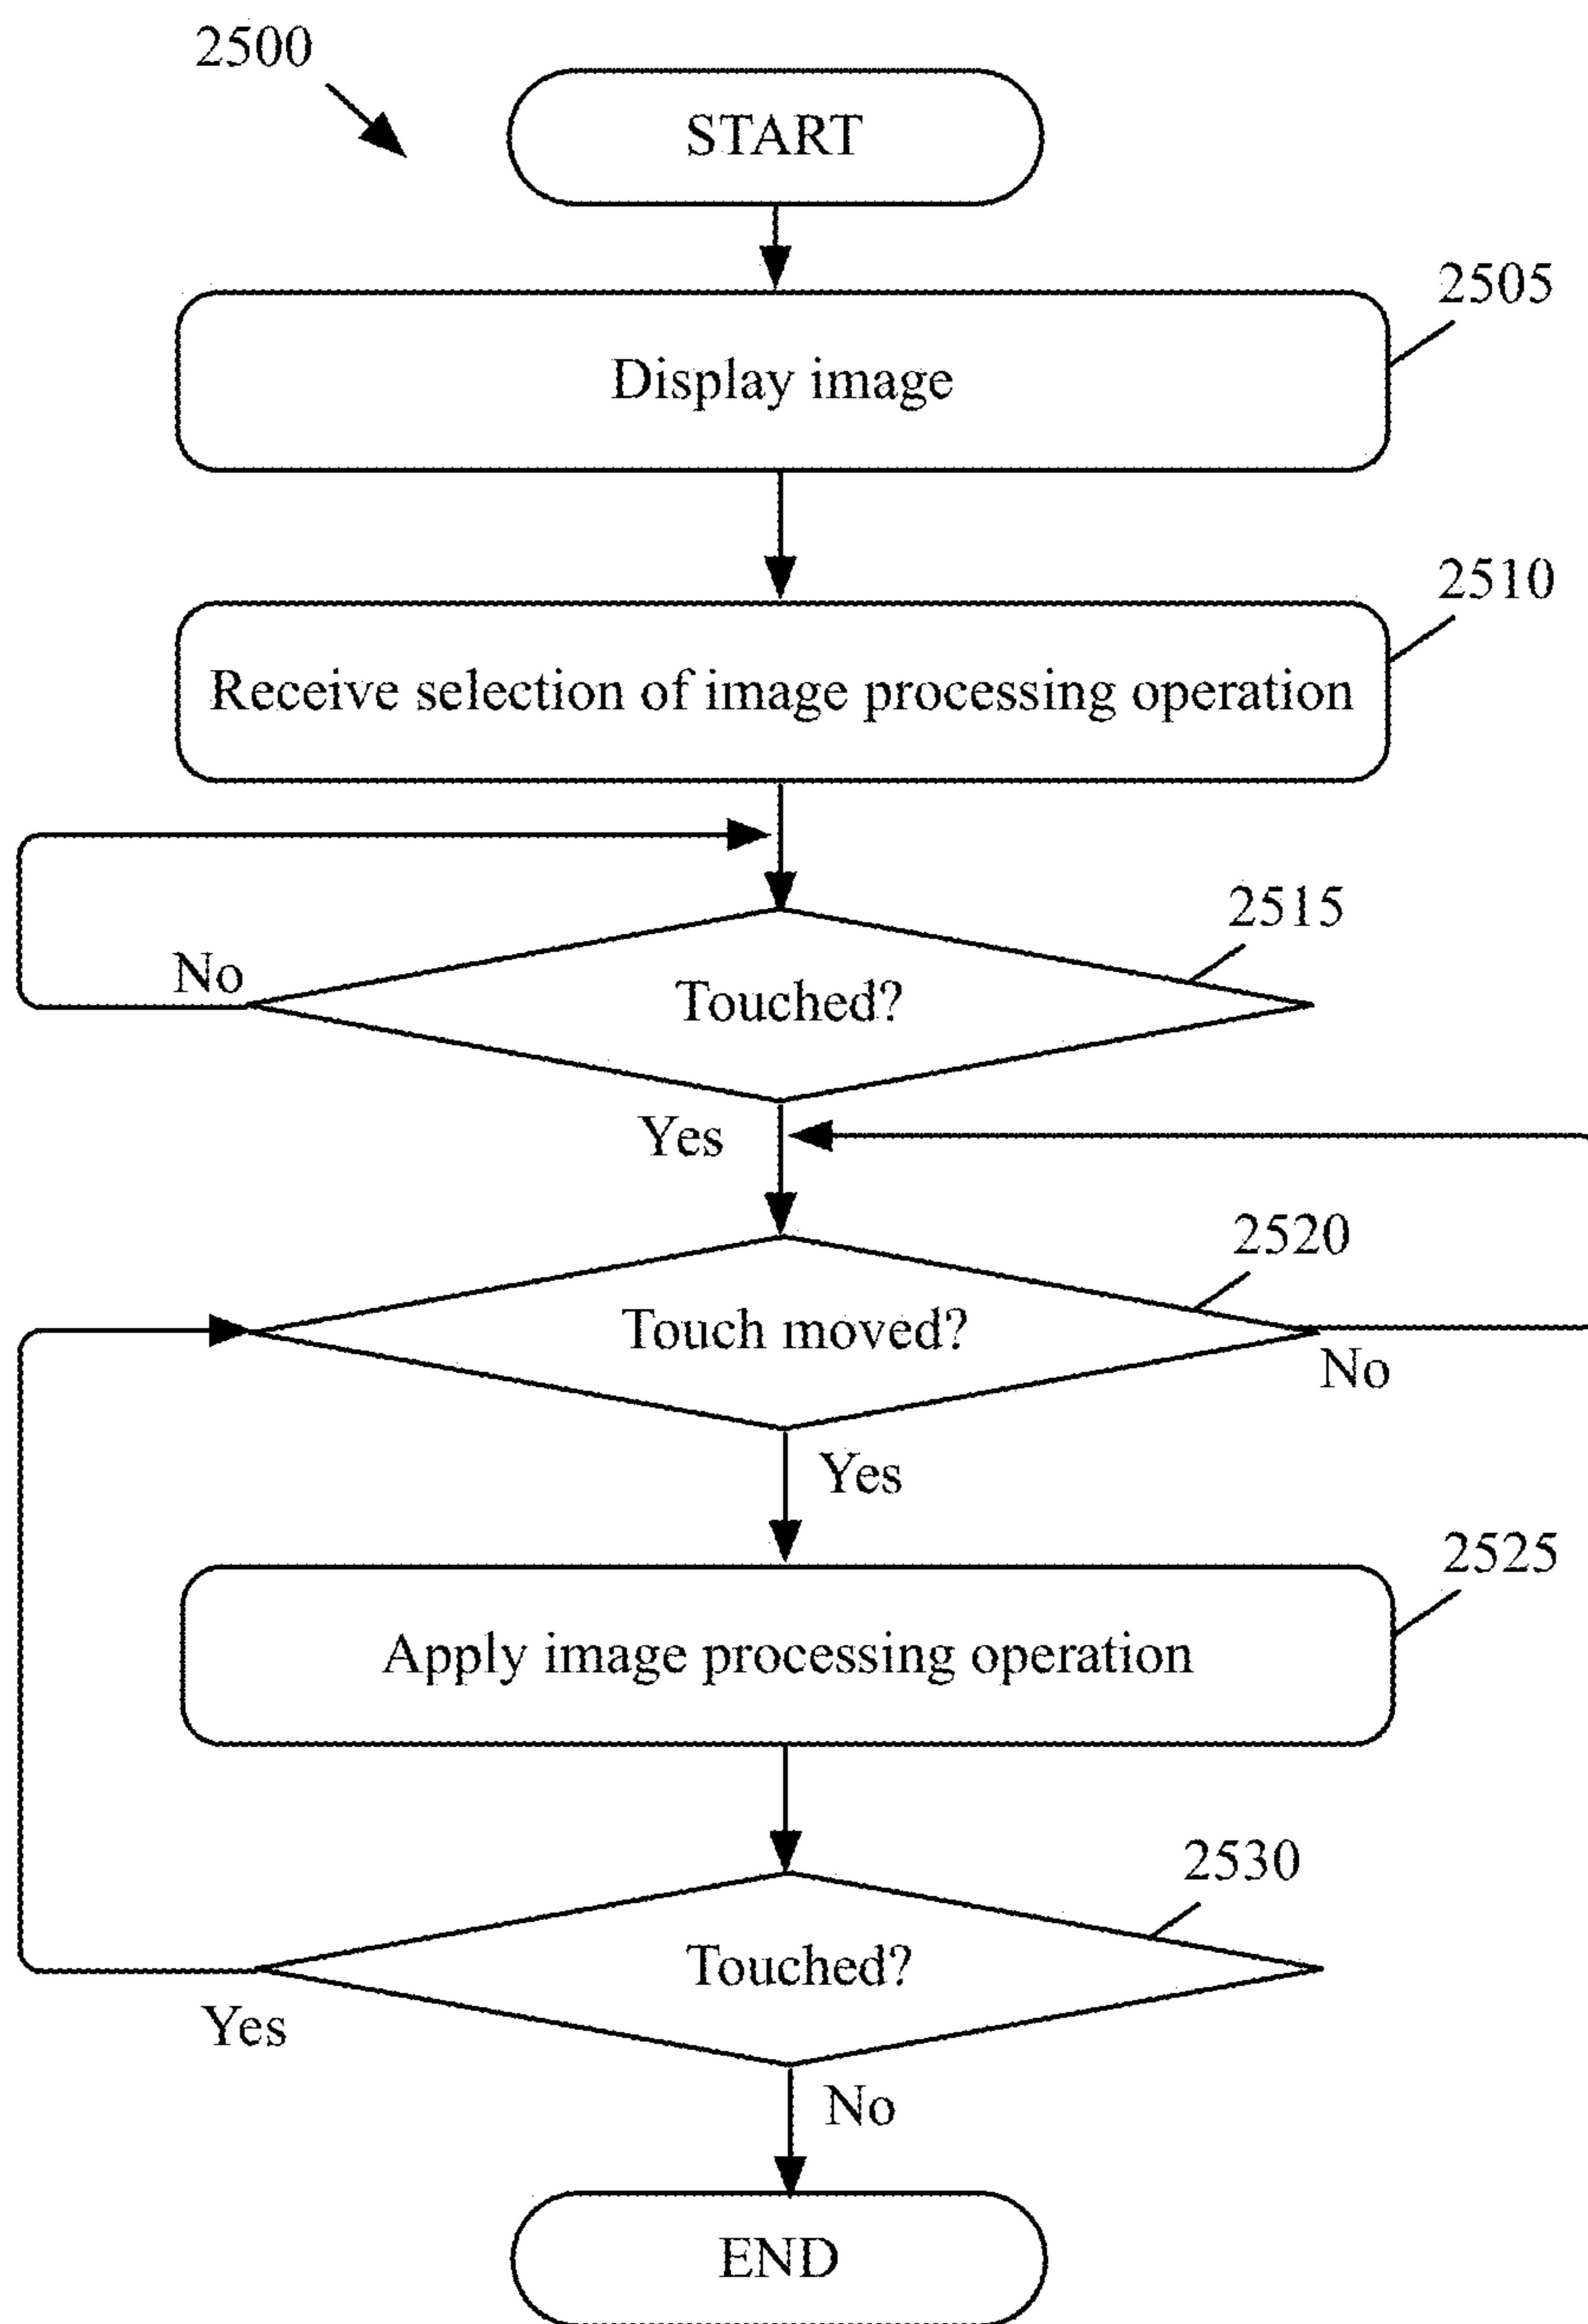 2500
START
2505
Display image
2510
Receive selection of image processing operation
2515
No
Touched?
Yes
2520
Touch moved?
No
Yes
2525
Apply image processing operation
2530
Touched?
Yes
No
END